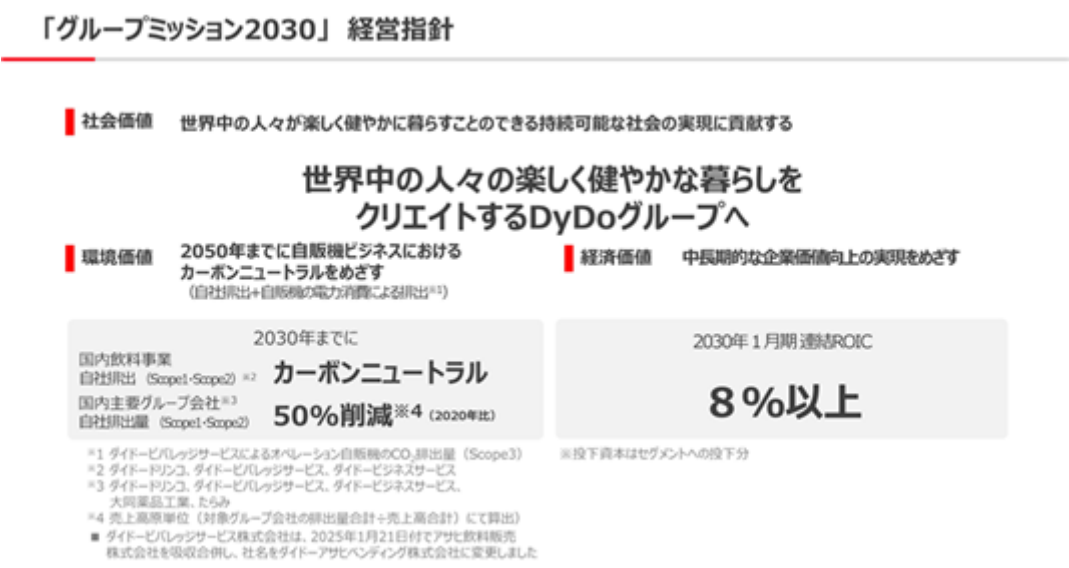 「グループミッション2030」 経営指針
社会価値 世界中の人々が楽しく健やかに暮らすことのできる持続可能な社会の実現に貢献する
世界中の人々の楽しく健やかな暮らしを
クリエイトするDyDoグループへ
環境価値 2050年までに自販機ビジネスにおける
カーボンニュートラルをめざす
（自社排出+自販機の電力消費による排出※1）
経済価値 中長期的な企業価値向上の実現をめざす
2030年までに
国内飲料事業
自社排出 （Scope1・Scope2）※2 カーボンニュートラル
国内主要グループ会社※3
自社排出量 （Scope1・Scope2） 50%削減※4（2020年比）
2030年1月期 連結ROIC
8%以上
※1 ダイドービバレッジサービスによるオペレーション自販機のCO2排出量（Scope3）
※2 ダイドードリンコ、ダイドービバレッジサービス、ダイドービジネスサービス
※3 ダイドードリンコ、ダイドービバレッジサービス、ダイドービジネスサービス、
大同薬品工業、たらみ
※4 売上高原単位（対象グループ会社の排出量合計÷売上高合計）にて算出）
■ ダイドービバレッジサービス株式会社は、2025年1月21日付でアサヒ飲料販売
株式会社を吸収合併し、社名をダイドーアサヒベンディング株式会社に変更しました
※投下資本はセグメントへの投下分